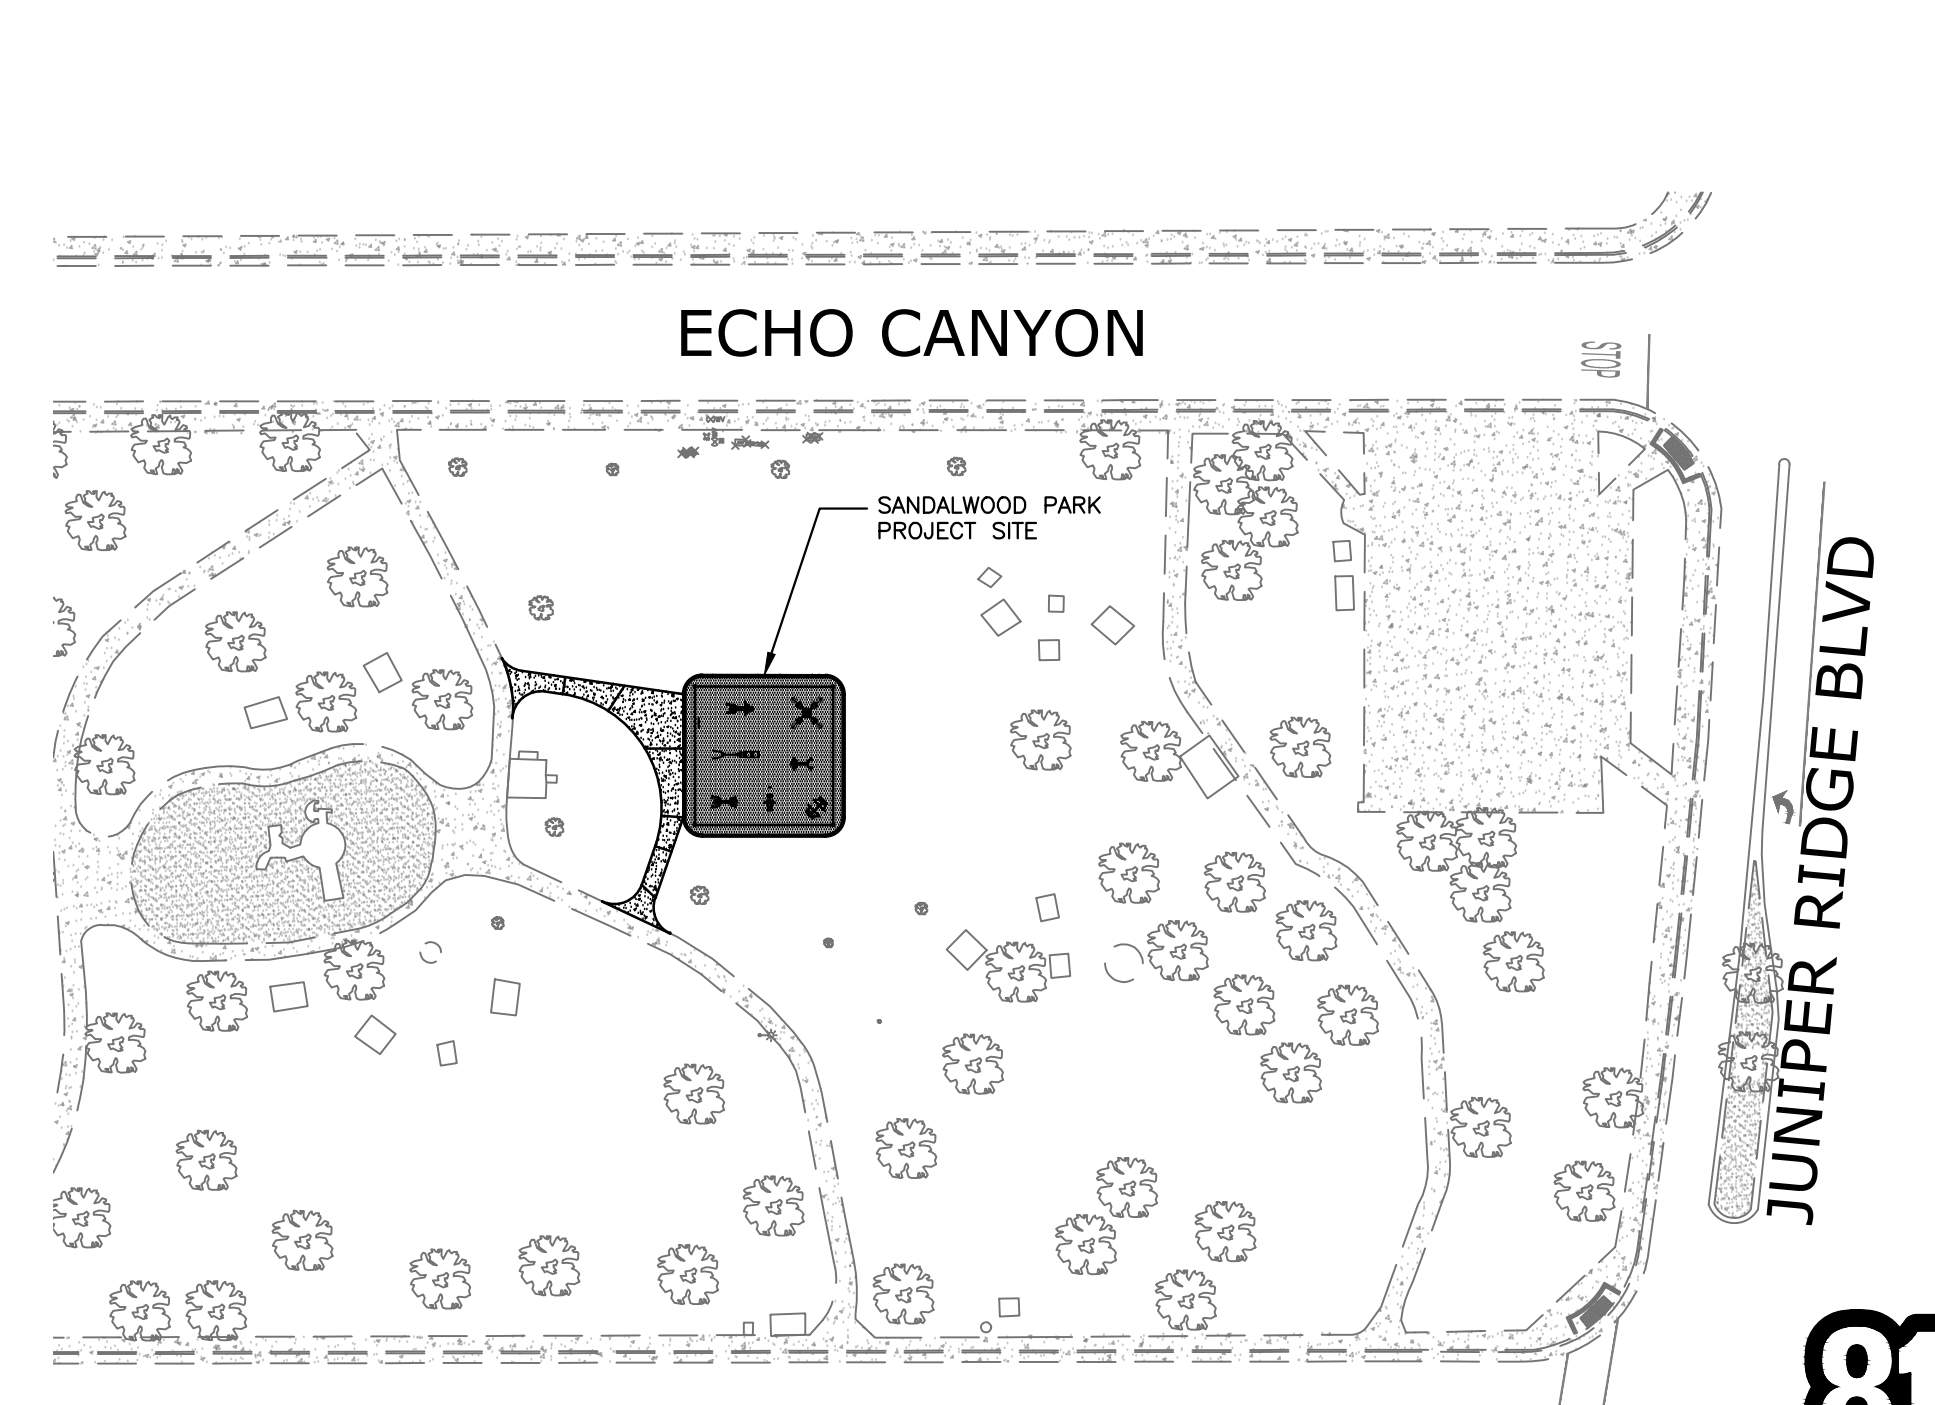 ECHO CANYON
STOP
SANDALWOOD PARK
PROJECT SITE
JUNIPER RIDGE BLVD